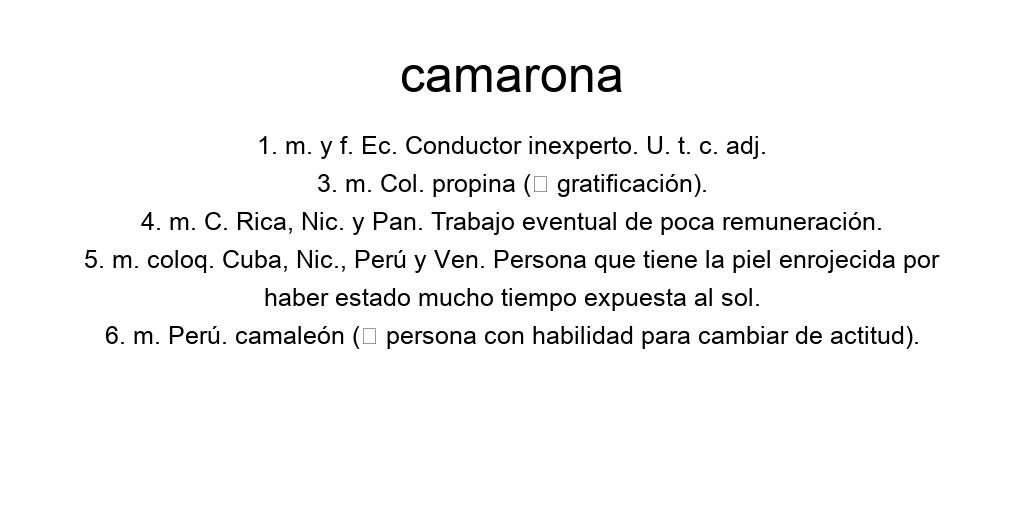 camarona
1. m. y f. Ec. Conductor inexperto. U. t. c. adj.
3. m. Col. propina (□ gratificación).
4. m. C. Rica, Nic. y Pan. Trabajo eventual de poca remuneración.
5. m. coloq. Cuba, Nic., Perú y Ven. Persona que tiene la piel enrojecida por
haber estado mucho tiempo expuesta al sol.
6. m. Perú. camaleón (□ persona con habilidad para cambiar de actitud).